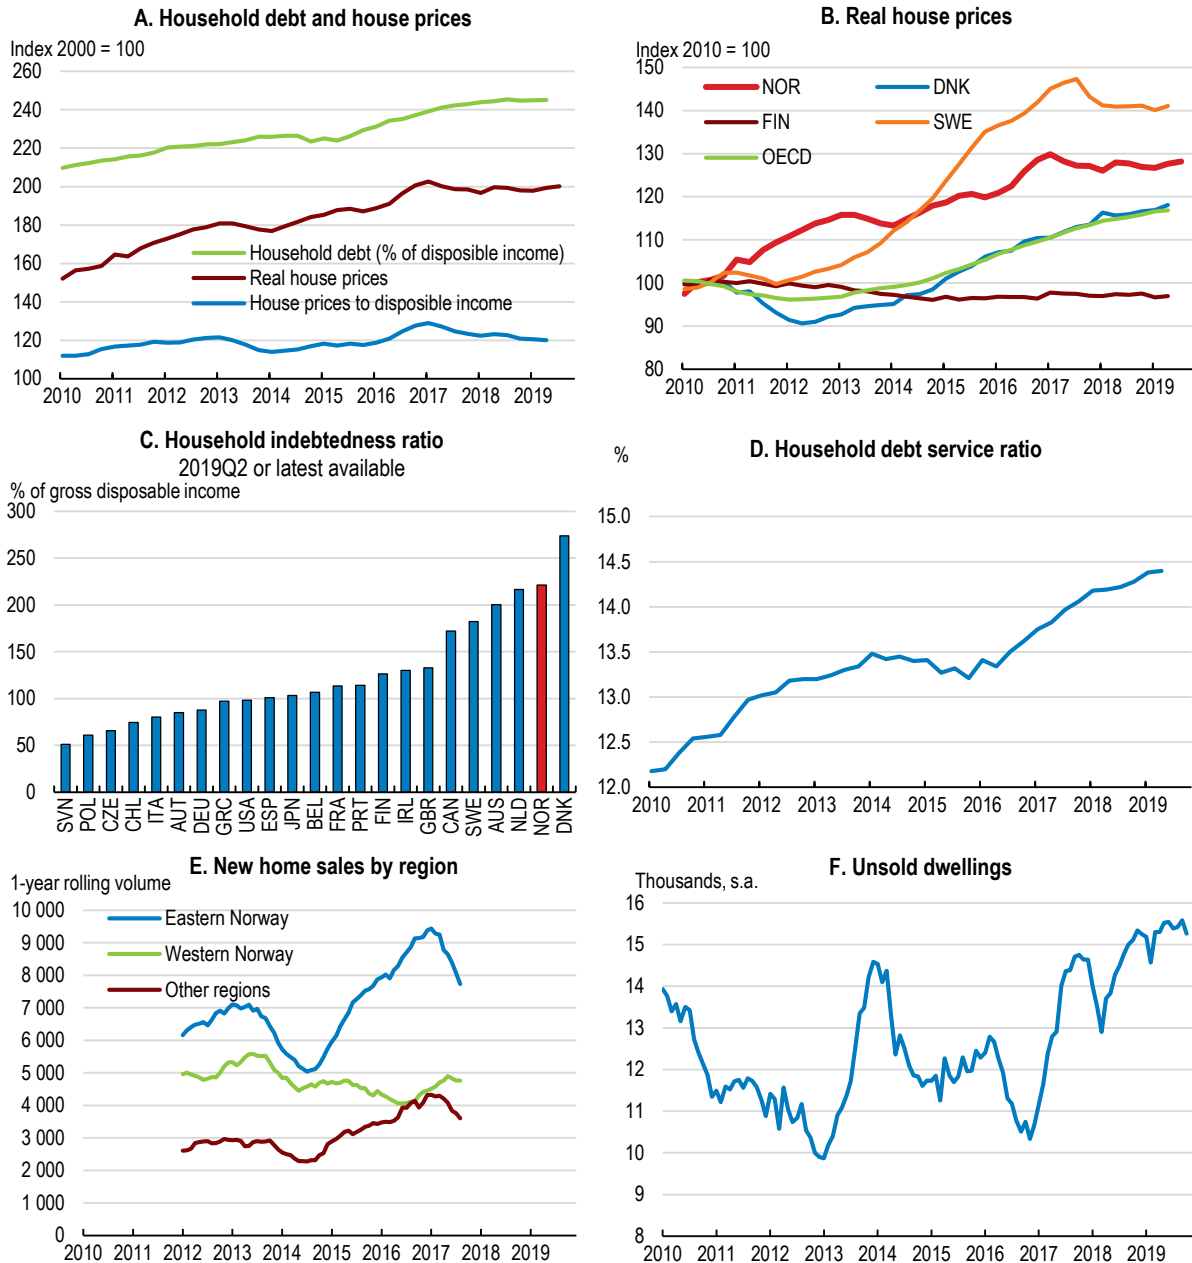 A. Household debt and house prices
Index 2000 = 100
260
240
220
200
180
160
140
120
100
Household debt (% of disposible income)
Real house prices
House prices to disposible income
2010 2011 2012 2013 2014 2015 2016 2017 2018 2019
B. Real house prices
Index 2010 = 100
150
140
130
120
110
100
90
80
NOR DNK
FIN SWE
OECD
2010 2011 2012 2013 2014 2015 2016 2017 2018 2019
C. Household indebtedness ratio
2019Q2 or latest available
% of gross disposable income
300
250
200
150
100
50
0
SVN POL CZE CHL ITA AUT DEU GRC USA ESP JPN BEL FRA PRT FIN IRL GBR CAN SWE AUS NLD NOR DNK
D. Household debt service ratio
%
15.0
14.5
14.0
13.5
13.0
12.5
12.0
2010 2011 2012 2013 2014 2015 2016 2017 2018 2019
E. New home sales by region
1-year rolling volume
10 000
9 000
8 000
7 000
6 000
5 000
4 000
3 000
2 000
1 000
0
Eastern Norway
Western Norway
Other regions
2010 2011 2012 2013 2014 2015 2016 2017 2018 2019
F. Unsold dwellings
Thousands, s.a.
16
15
14
13
12
11
10
9
8
2010 2011 2012 2013 2014 2015 2016 2017 2018 2019